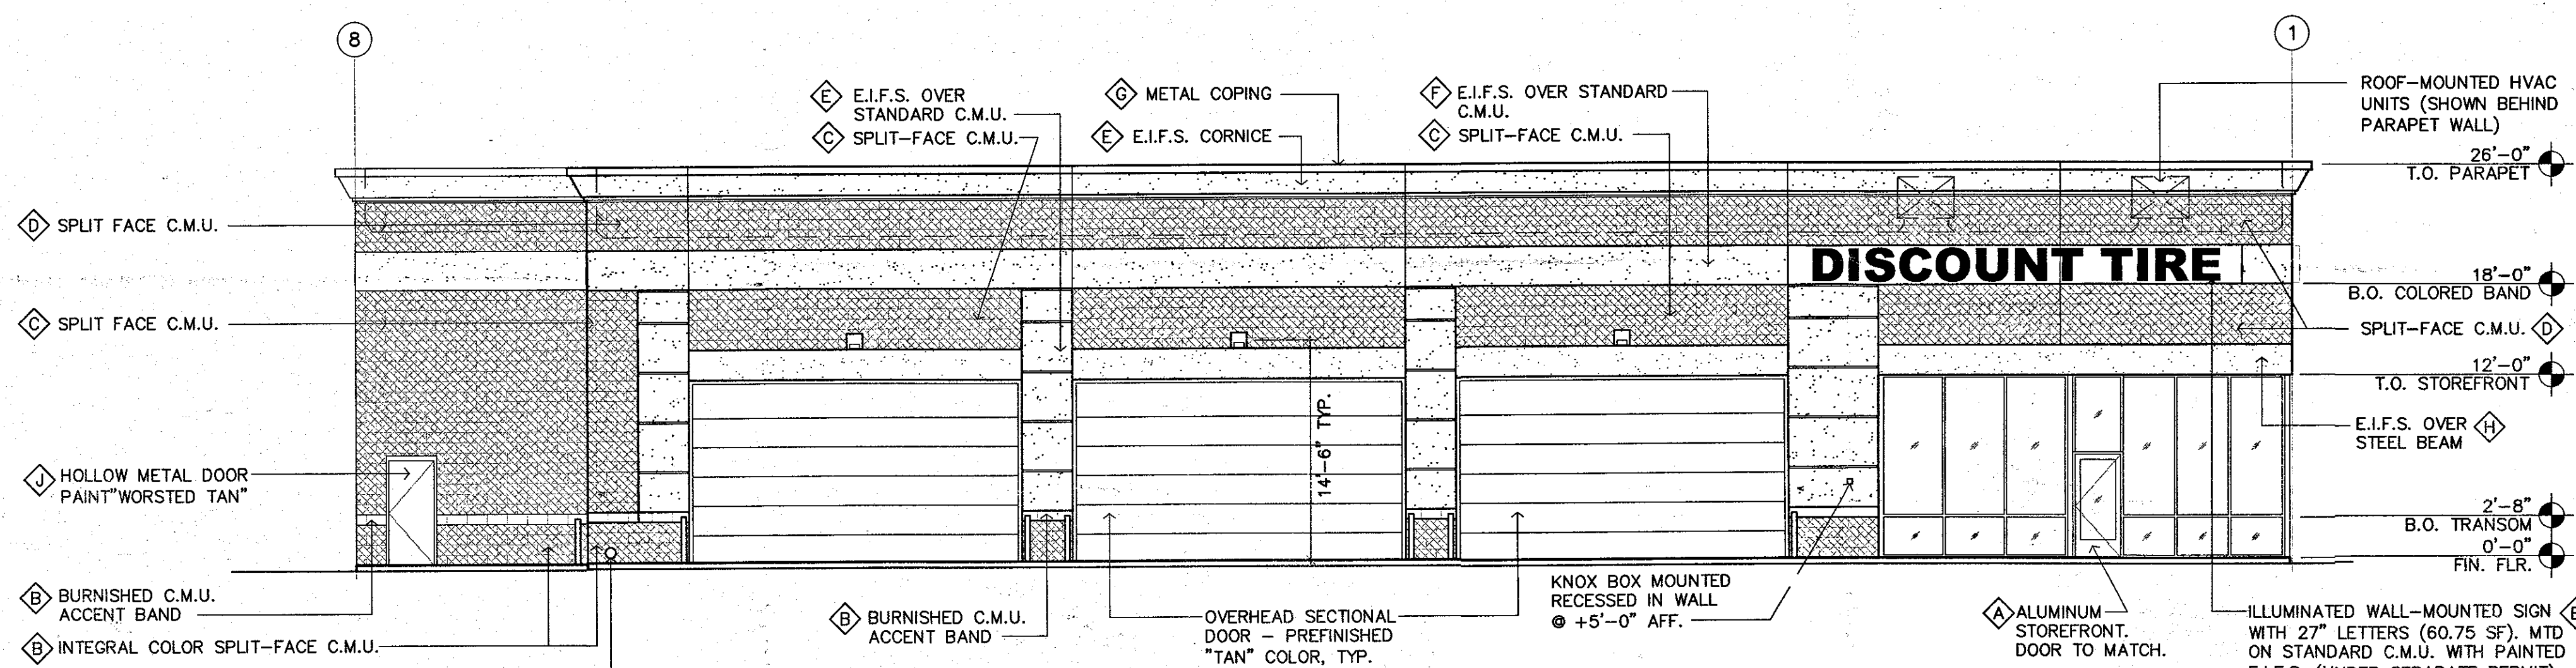 8
1
E E.I.F.S. OVER
STANDARD C.M.U.
C SPLIT-FACE C.M.U.
G METAL COPING
E E.I.F.S. CORNICE
F E.I.F.S. OVER STANDARD
C.M.U.
C SPLIT-FACE C.M.U.
ROOF-MOUNTED HVAC
UNITS (SHOWN BEHIND
PARAPET WALL)
26'-0"
T.O. PARAPET
D SPLIT FACE C.M.U.
DISCOUNT TIRE
18'-0"
B.O. COLORED BAND
C SPLIT FACE C.M.U.
SPLIT-FACE C.M.U. D
12'-0"
T.O. STOREFRONT
14'-6" TYP.
E.I.F.S. OVER H
STEEL BEAM
J HOLLOW METAL DOOR
PAINT"WORSTED TAN"
2'-8"
B.O. TRANSOM
0'-0"
FIN. FLR.
B BURNISHED C.M.U.
ACCENT BAND
B INTEGRAL COLOR SPLIT-FACE C.M.U.
B BURNISHED C.M.U.
ACCENT BAND
OVERHEAD SECTIONAL
DOOR - PREFINISHED
"TAN" COLOR, TYP.
KNOX BOX MOUNTED
RECESSED IN WALL
@ +5'-0" AFF.
A ALUMINUM
STOREFRONT.
DOOR TO MATCH.
ILLUMINATED WALL-MOUNTED SIGN
WITH 27" LETTERS (60.75 SF). MTD
ON STANDARD C.M.U. WITH PAINTED
E.I.F.S. (UNDER SEPARATE PERMIT)